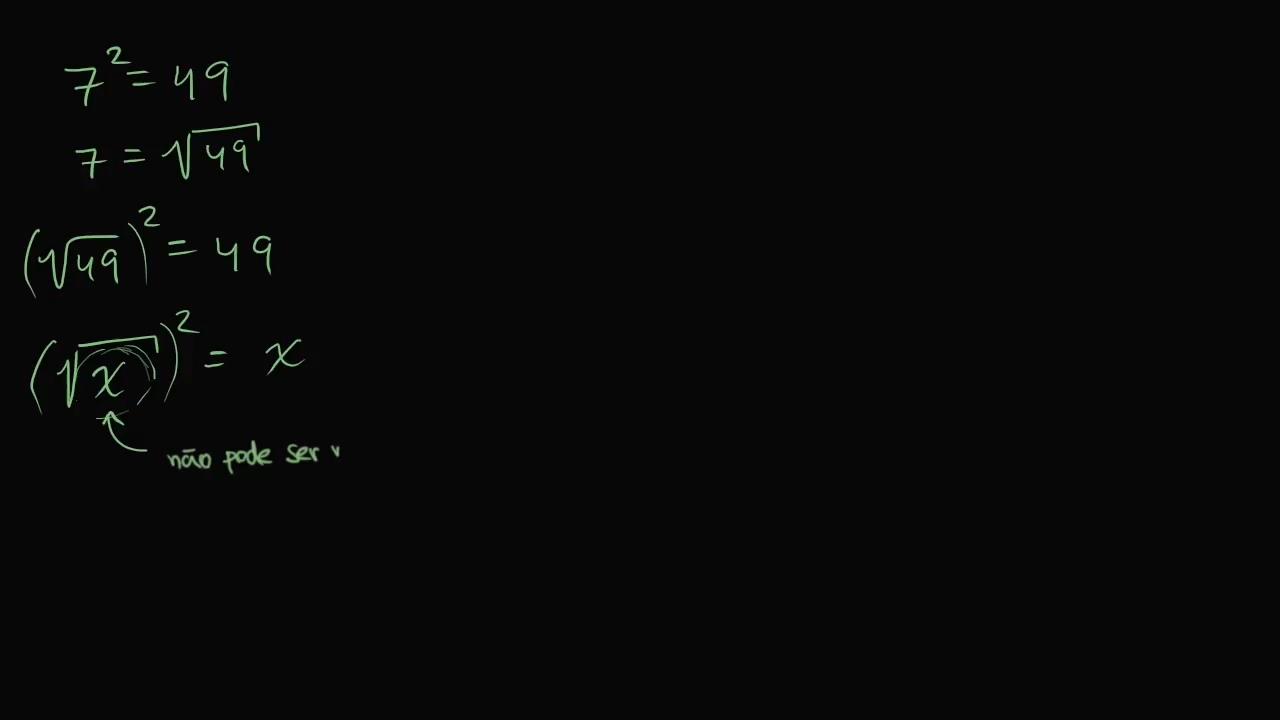 7² = 49
7 = √49
(√49)² = 49
(√x)² = x
não pode ser